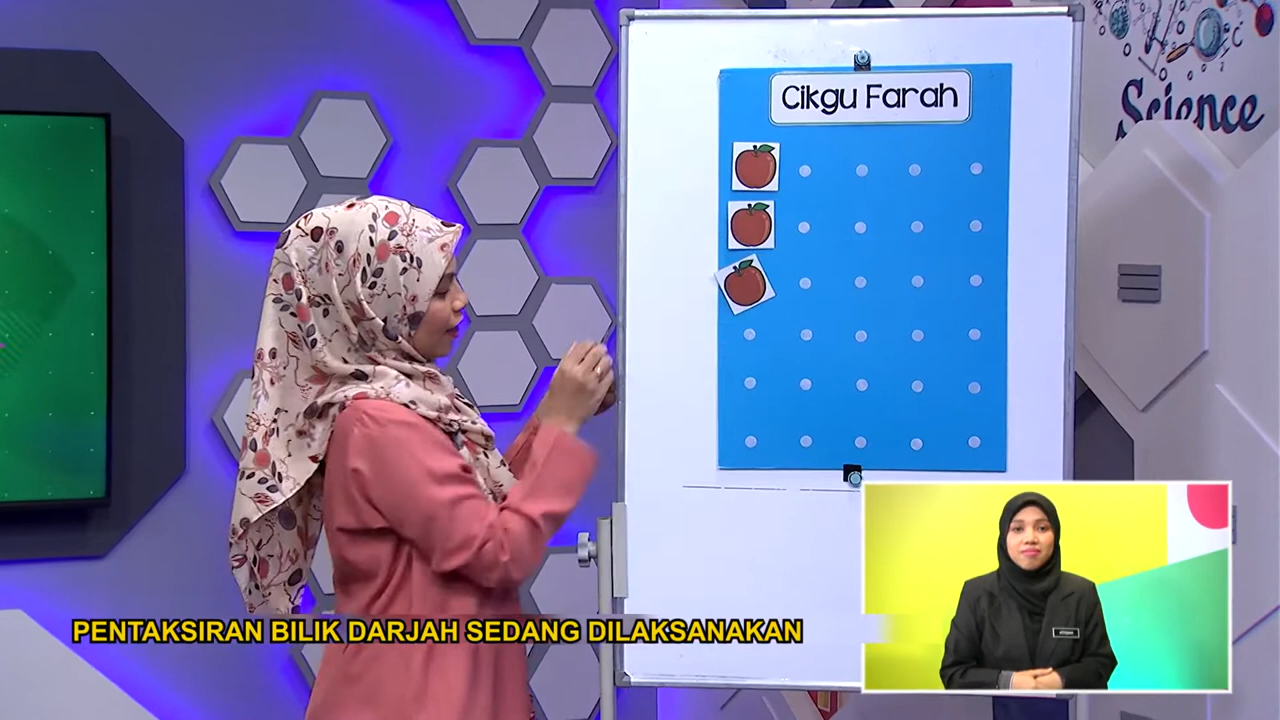 Cikgu Farah
Science
PENTAKSIRAN BILIK DARJAH SEDANG DILAKSANAKAN